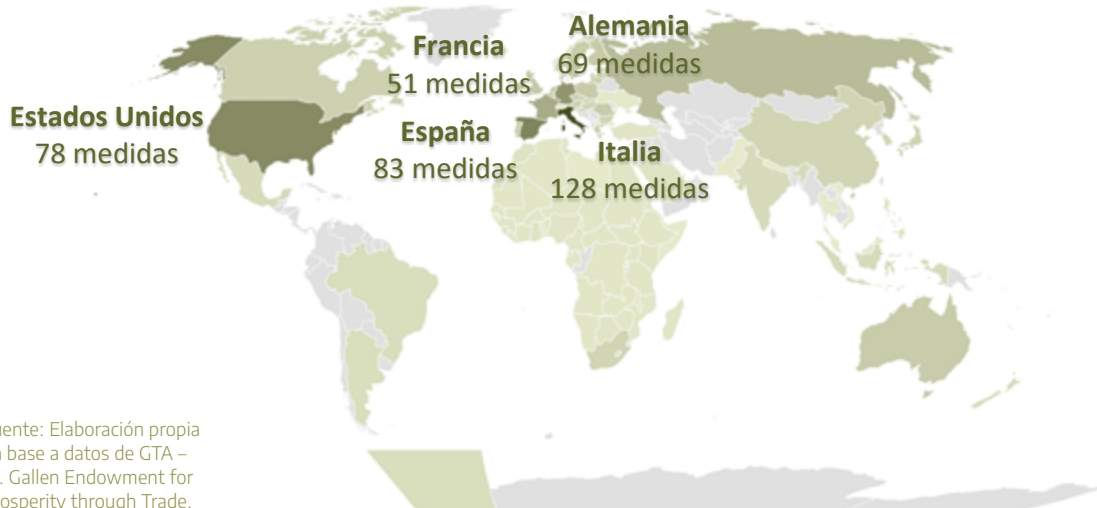 Alemania
69 medidas
Francia
51 medidas
Estados Unidos
78 medidas
España
83 medidas
Italia
128 medidas
Elaboración propia
base a datos de GTA –
Gallen Endowment for
through Trade.